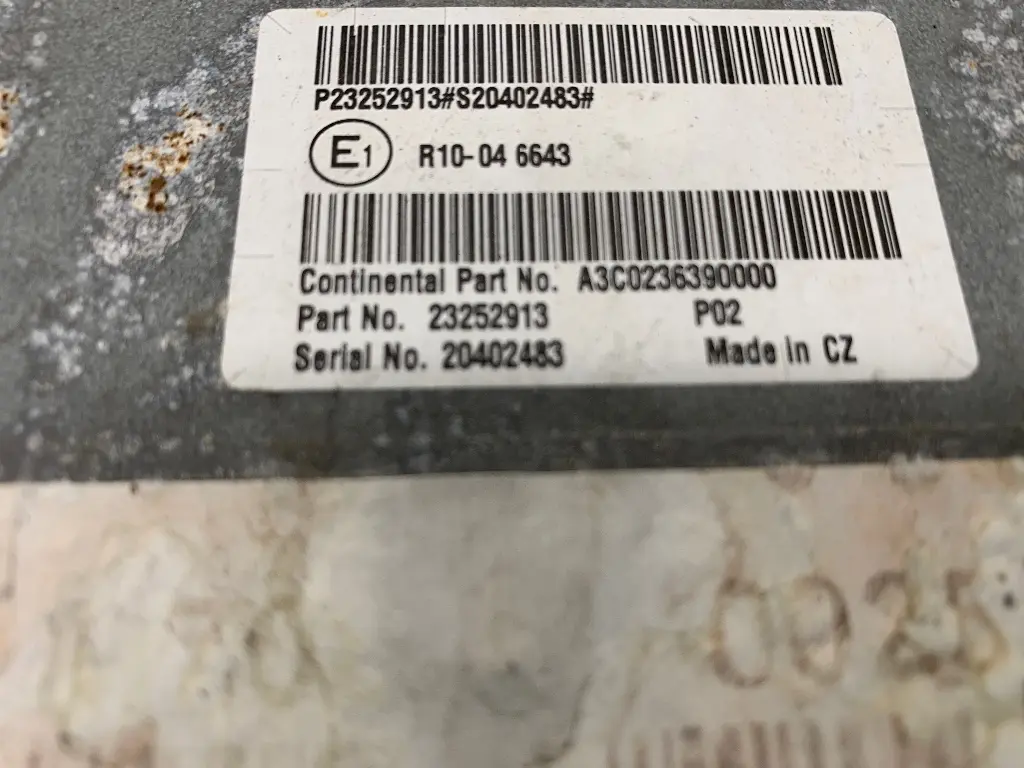 P23252913#S20402483#
E1 R10-04 6643
Continental Part No. A3C0236390000
Part No. 23252913 P02
Serial No. 20402483 Made in CZ